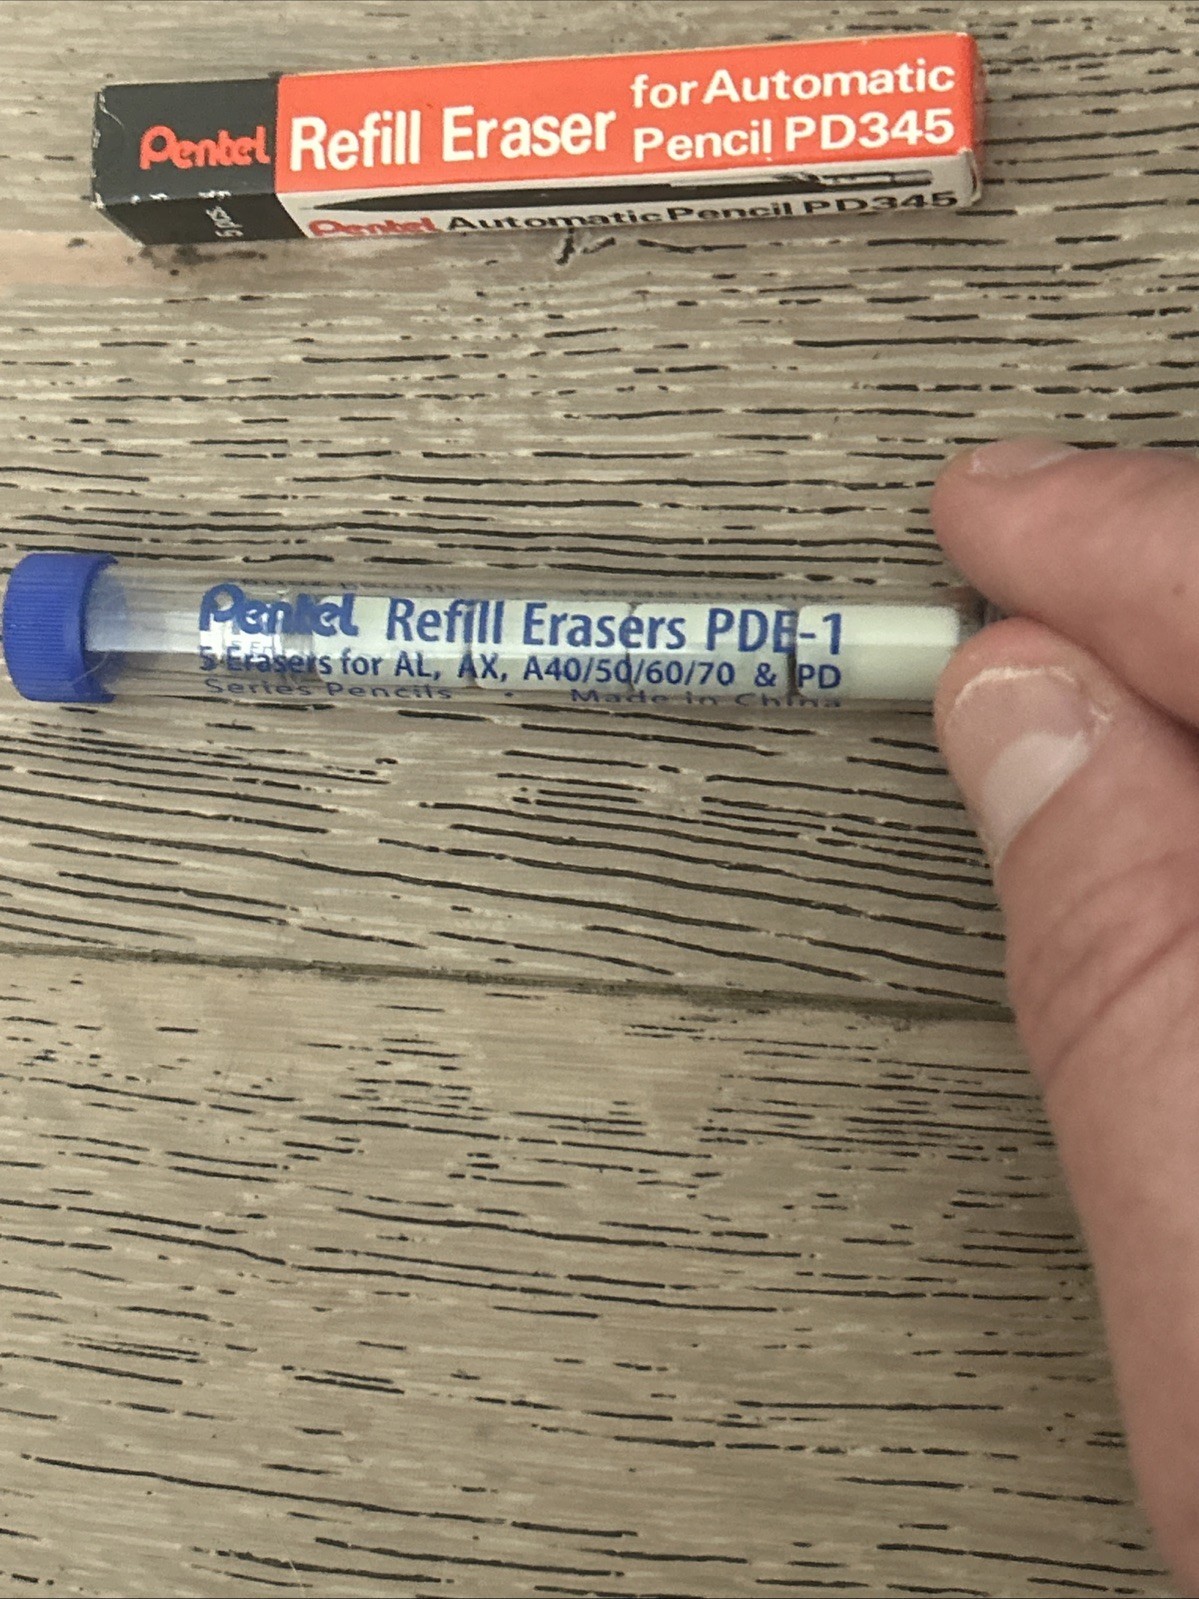 Pentel Refill Eraser for Automatic
Pencil PD345
Pentel Automatic Pencil PD345
Pentel Refill Erasers PDE-1
5 Erasers for AL, AX, A40/50/60/70 & PD
Series Pencils · Made in China